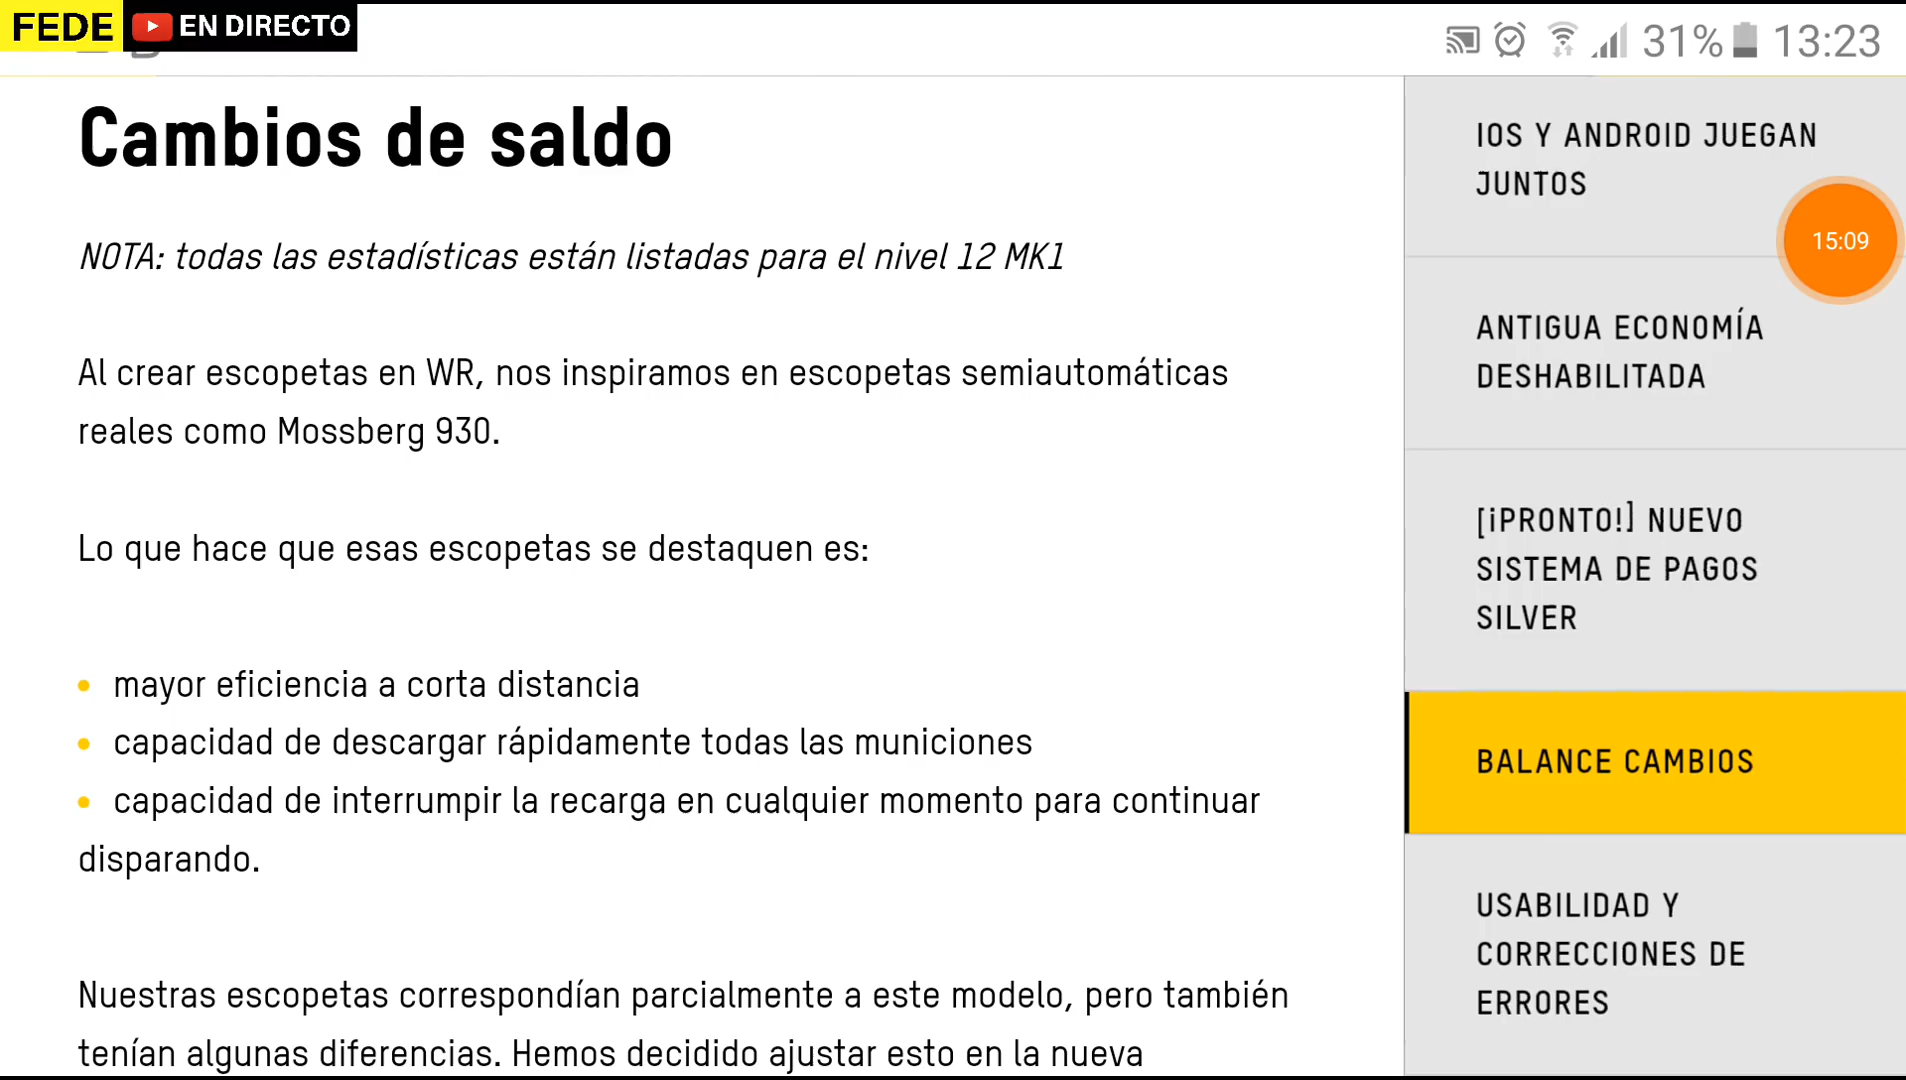 FEDE EN DIRECTO
31% 13:23
Cambios de saldo
NOTA: todas las estadísticas están listadas para el nivel 12 MK1
Al crear escopetas en WR, nos inspiramos en escopetas semiautomáticas
reales como Mossberg 930.
Lo que hace que esas escopetas se destaquen es:
mayor eficiencia a corta distancia
capacidad de descargar rápidamente todas las municiones
capacidad de interrumpir la recarga en cualquier momento para continuar
disparando.
Nuestras escopetas correspondían parcialmente a este modelo, pero también
tenían algunas diferencias. Hemos decidido ajustar esto en la nueva
IOS Y ANDROID JUEGAN
JUNTOS
15:09
ANTIGUA ECONOMÍA
DESHABILITADA
[¡PRONTO!] NUEVO
SISTEMA DE PAGOS
SILVER
BALANCE CAMBIOS
USABILIDAD Y
CORRECCIONES DE
ERRORES